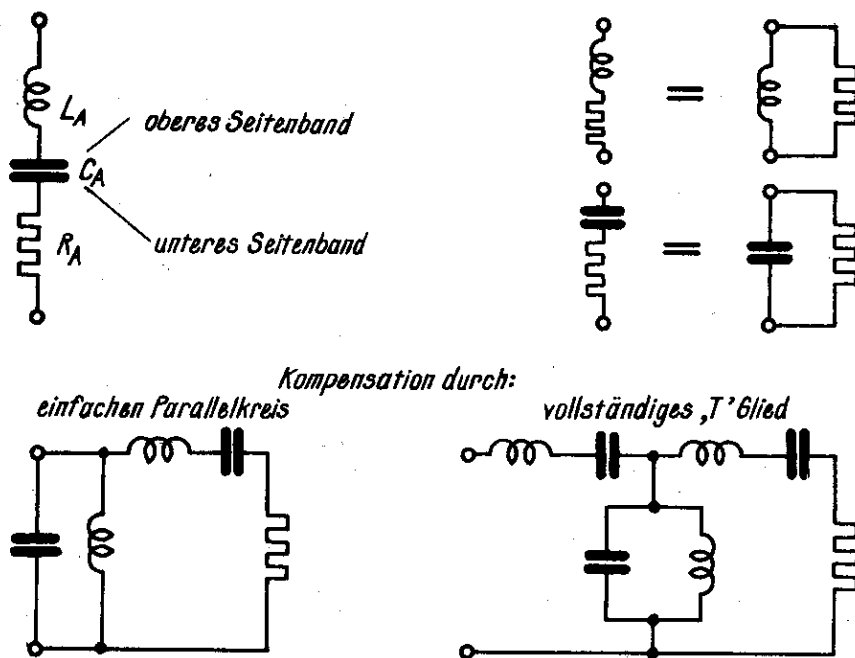 L_A
oberes Seitenband
C_A
R_A
unteres Seitenband
Kompensation durch:
einfachen Parallelkreis
vollständiges ‚T' Glied